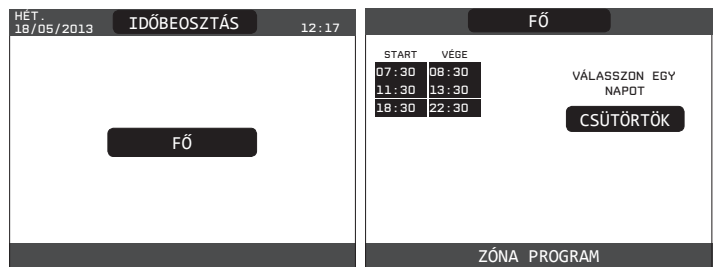 HÉT.
18/05/2013 IDŐBEOSZTÁS 12:17
FŐ
FŐ
START VÉGE
07:30 08:30
11:30 13:30
18:30 22:30
VÁLASSZON EGY
NAPOT
CSÜTÖRTÖK
ZÓNA PROGRAM